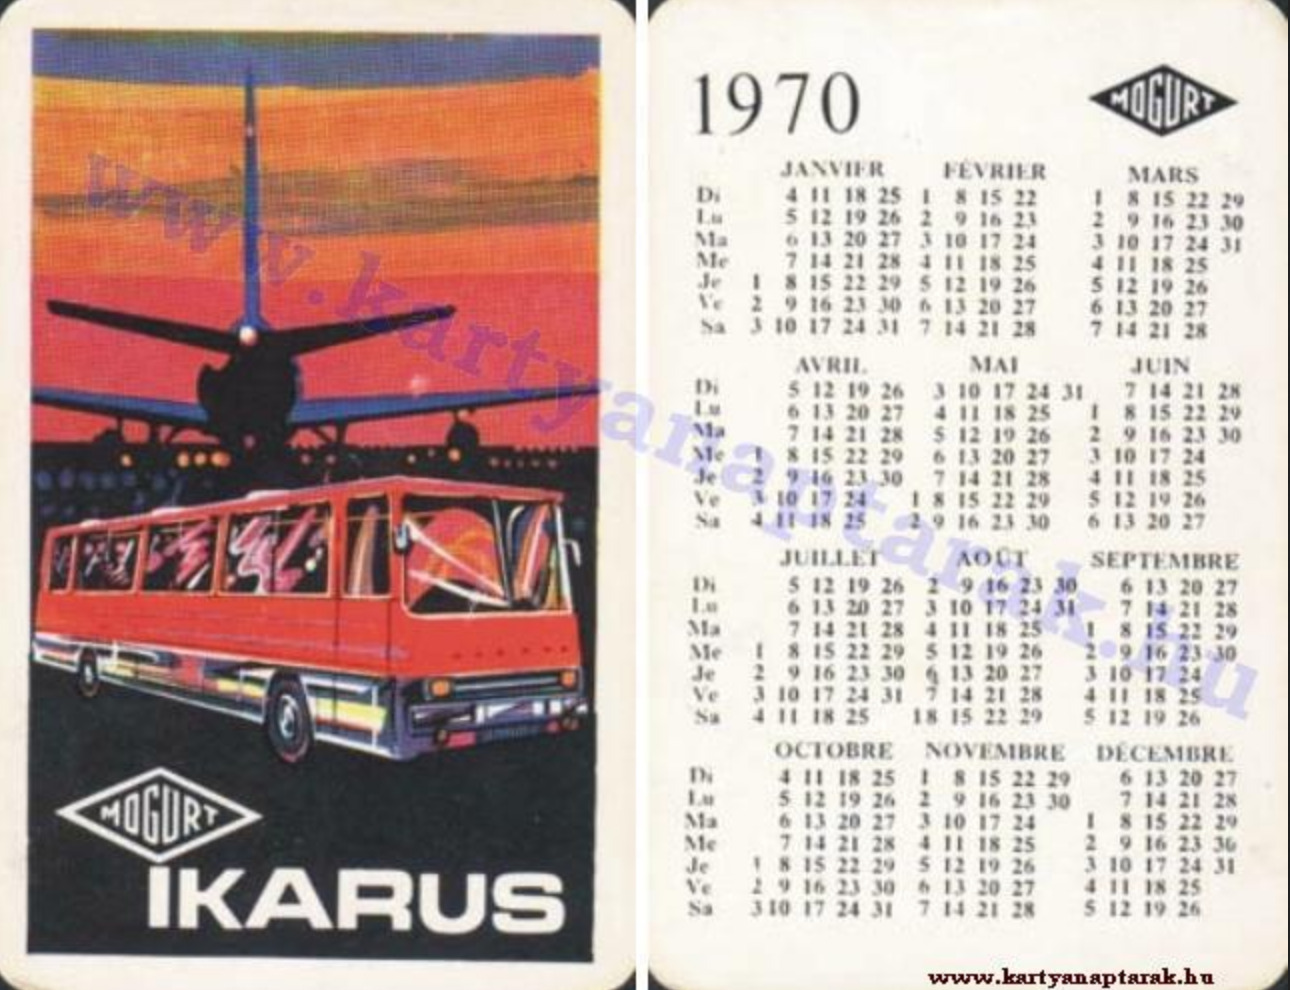 MOGURT
IKARUS
1970
MOGURT
JANVIER FÉVRIER MARS
Di 4 11 18 25 1 8 15 22 1 8 15 22 29
Lu 5 12 19 26 2 9 16 23 2 9 16 23 30
Ma 6 13 20 27 3 10 17 24 3 10 17 24 31
Me 7 14 21 28 4 11 18 25 4 11 18 25
Je 1 8 15 22 29 5 12 19 26 5 12 19 26
Ve 2 9 16 23 30 6 13 20 27 6 13 20 27
Sa 3 10 17 24 31 7 14 21 28 7 14 21 28
AVRIL MAI JUIN
Di 5 12 19 26 3 10 17 24 31 7 14 21 28
Lu 6 13 20 27 4 11 18 25 1 8 15 22 29
Ma 7 14 21 28 5 12 19 26 2 9 16 23 30
Me 1 8 15 22 29 6 13 20 27 3 10 17 24
Je 2 9 16 23 30 7 14 21 28 4 11 18 25
Ve 3 10 17 24 1 8 15 22 29 5 12 19 26
Sa 4 11 18 25 2 9 16 23 30 6 13 20 27
JUILLET AOÛT SEPTEMBRE
Di 5 12 19 26 2 9 16 23 30 6 13 20 27
Lu 6 13 20 27 3 10 17 24 31 7 14 21 28
Ma 7 14 21 28 4 11 18 25 1 8 15 22 29
Me 1 8 15 22 29 5 12 19 26 2 9 16 23 30
Je 2 9 16 23 30 6 13 20 27 3 10 17 24
Ve 3 10 17 24 31 7 14 21 28 4 11 18 25
Sa 4 11 18 25 1 8 15 22 29 5 12 19 26
OCTOBRE NOVEMBRE DÉCEMBRE
Di 4 11 18 25 1 8 15 22 29 6 13 20 27
Lu 5 12 19 26 2 9 16 23 30 7 14 21 28
Ma 6 13 20 27 3 10 17 24 1 8 15 22 29
Me 7 14 21 28 4 11 18 25 2 9 16 23 30
Je 1 8 15 22 29 5 12 19 26 3 10 17 24 31
Ve 2 9 16 23 30 6 13 20 27 4 11 18 25
Sa 3 10 17 24 31 7 14 21 28 5 12 19 26
www.kartyanaptarak.hu
www.kartyanaptarak.hu